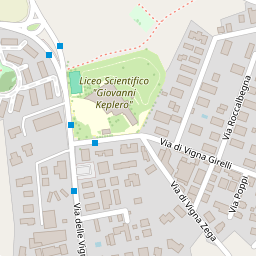 Liceo Scientifico
"Giovanni
Keplero"
Via Roccalbegna
Via di Vigna Girelli
Via Poppi
Via di Vigna Zega
Via delle Vig